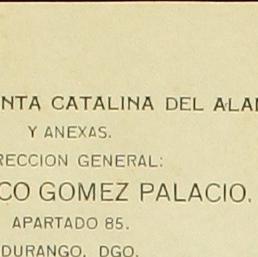 NTA CATALINA DEL ALA
Y ANEXAS.
RECCION GENERAL:
CO GOMEZ PALACIO.
APARTADO 85.
DURANGO, DGO.